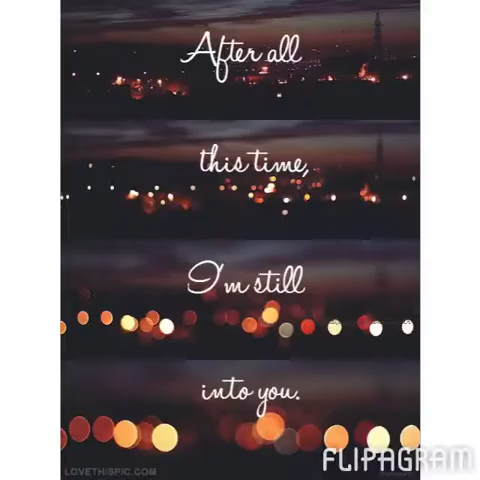 After all
this time,
I'm still
into you.
LOVETHISPIC.COM
FLIPAGRAM